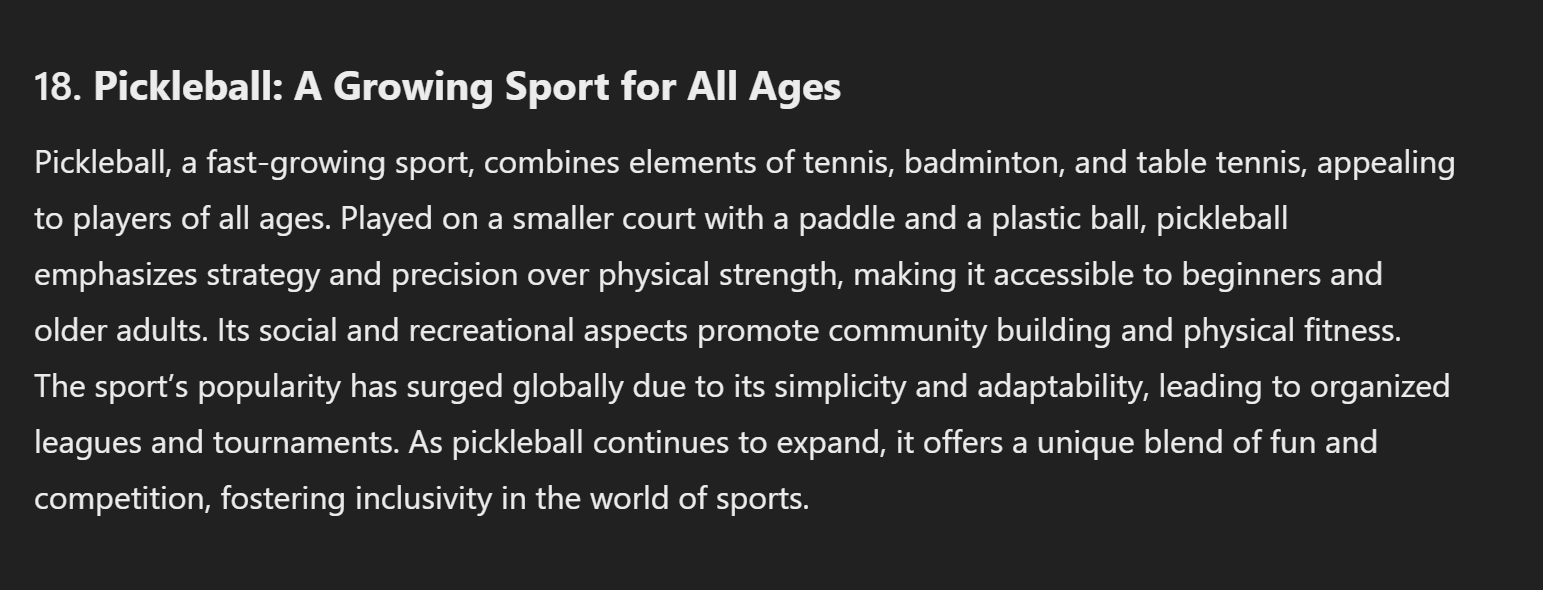 18. Pickleball: A Growing Sport for All Ages
Pickleball, a fast-growing sport, combines elements of tennis, badminton, and table tennis, appealing
to players of all ages. Played on a smaller court with a paddle and a plastic ball, pickleball
emphasizes strategy and precision over physical strength, making it accessible to beginners and
older adults. Its social and recreational aspects promote community building and physical fitness.
The sport’s popularity has surged globally due to its simplicity and adaptability, leading to organized
leagues and tournaments. As pickleball continues to expand, it offers a unique blend of fun and
competition, fostering inclusivity in the world of sports.